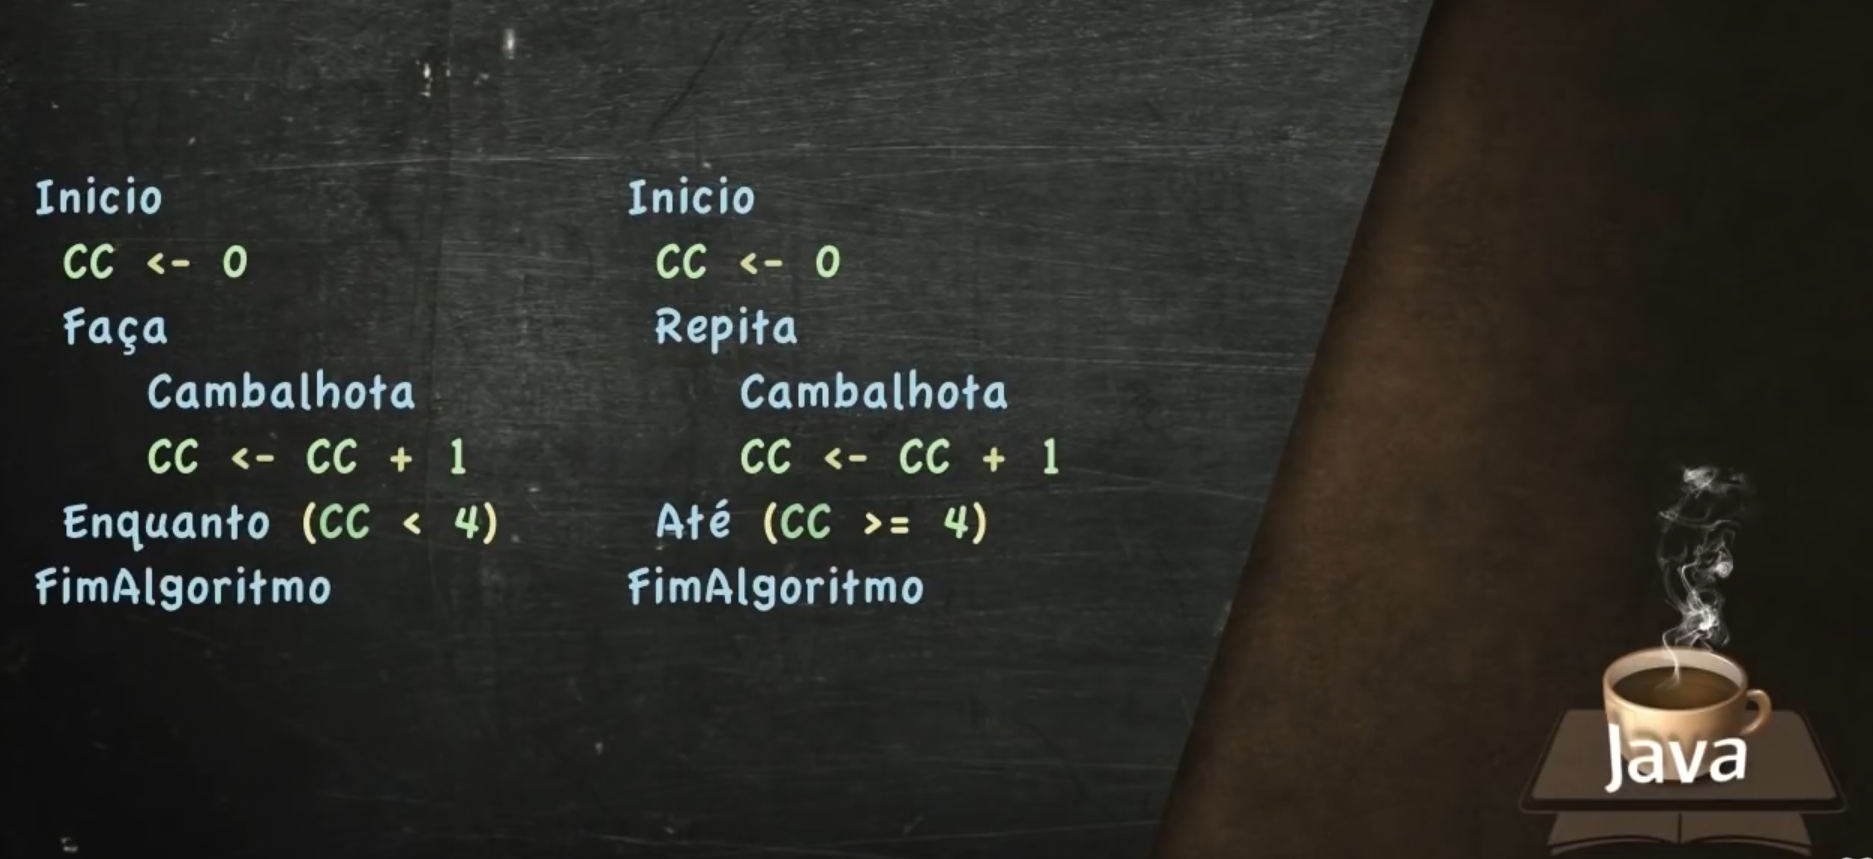 Inicio
CC <- 0
Faça
Cambalhota
CC <- CC + 1
Enquanto (CC < 4)
FimAlgoritmo
Inicio
CC <- 0
Repita
Cambalhota
CC <- CC + 1
Até (CC >= 4)
FimAlgoritmo
Java